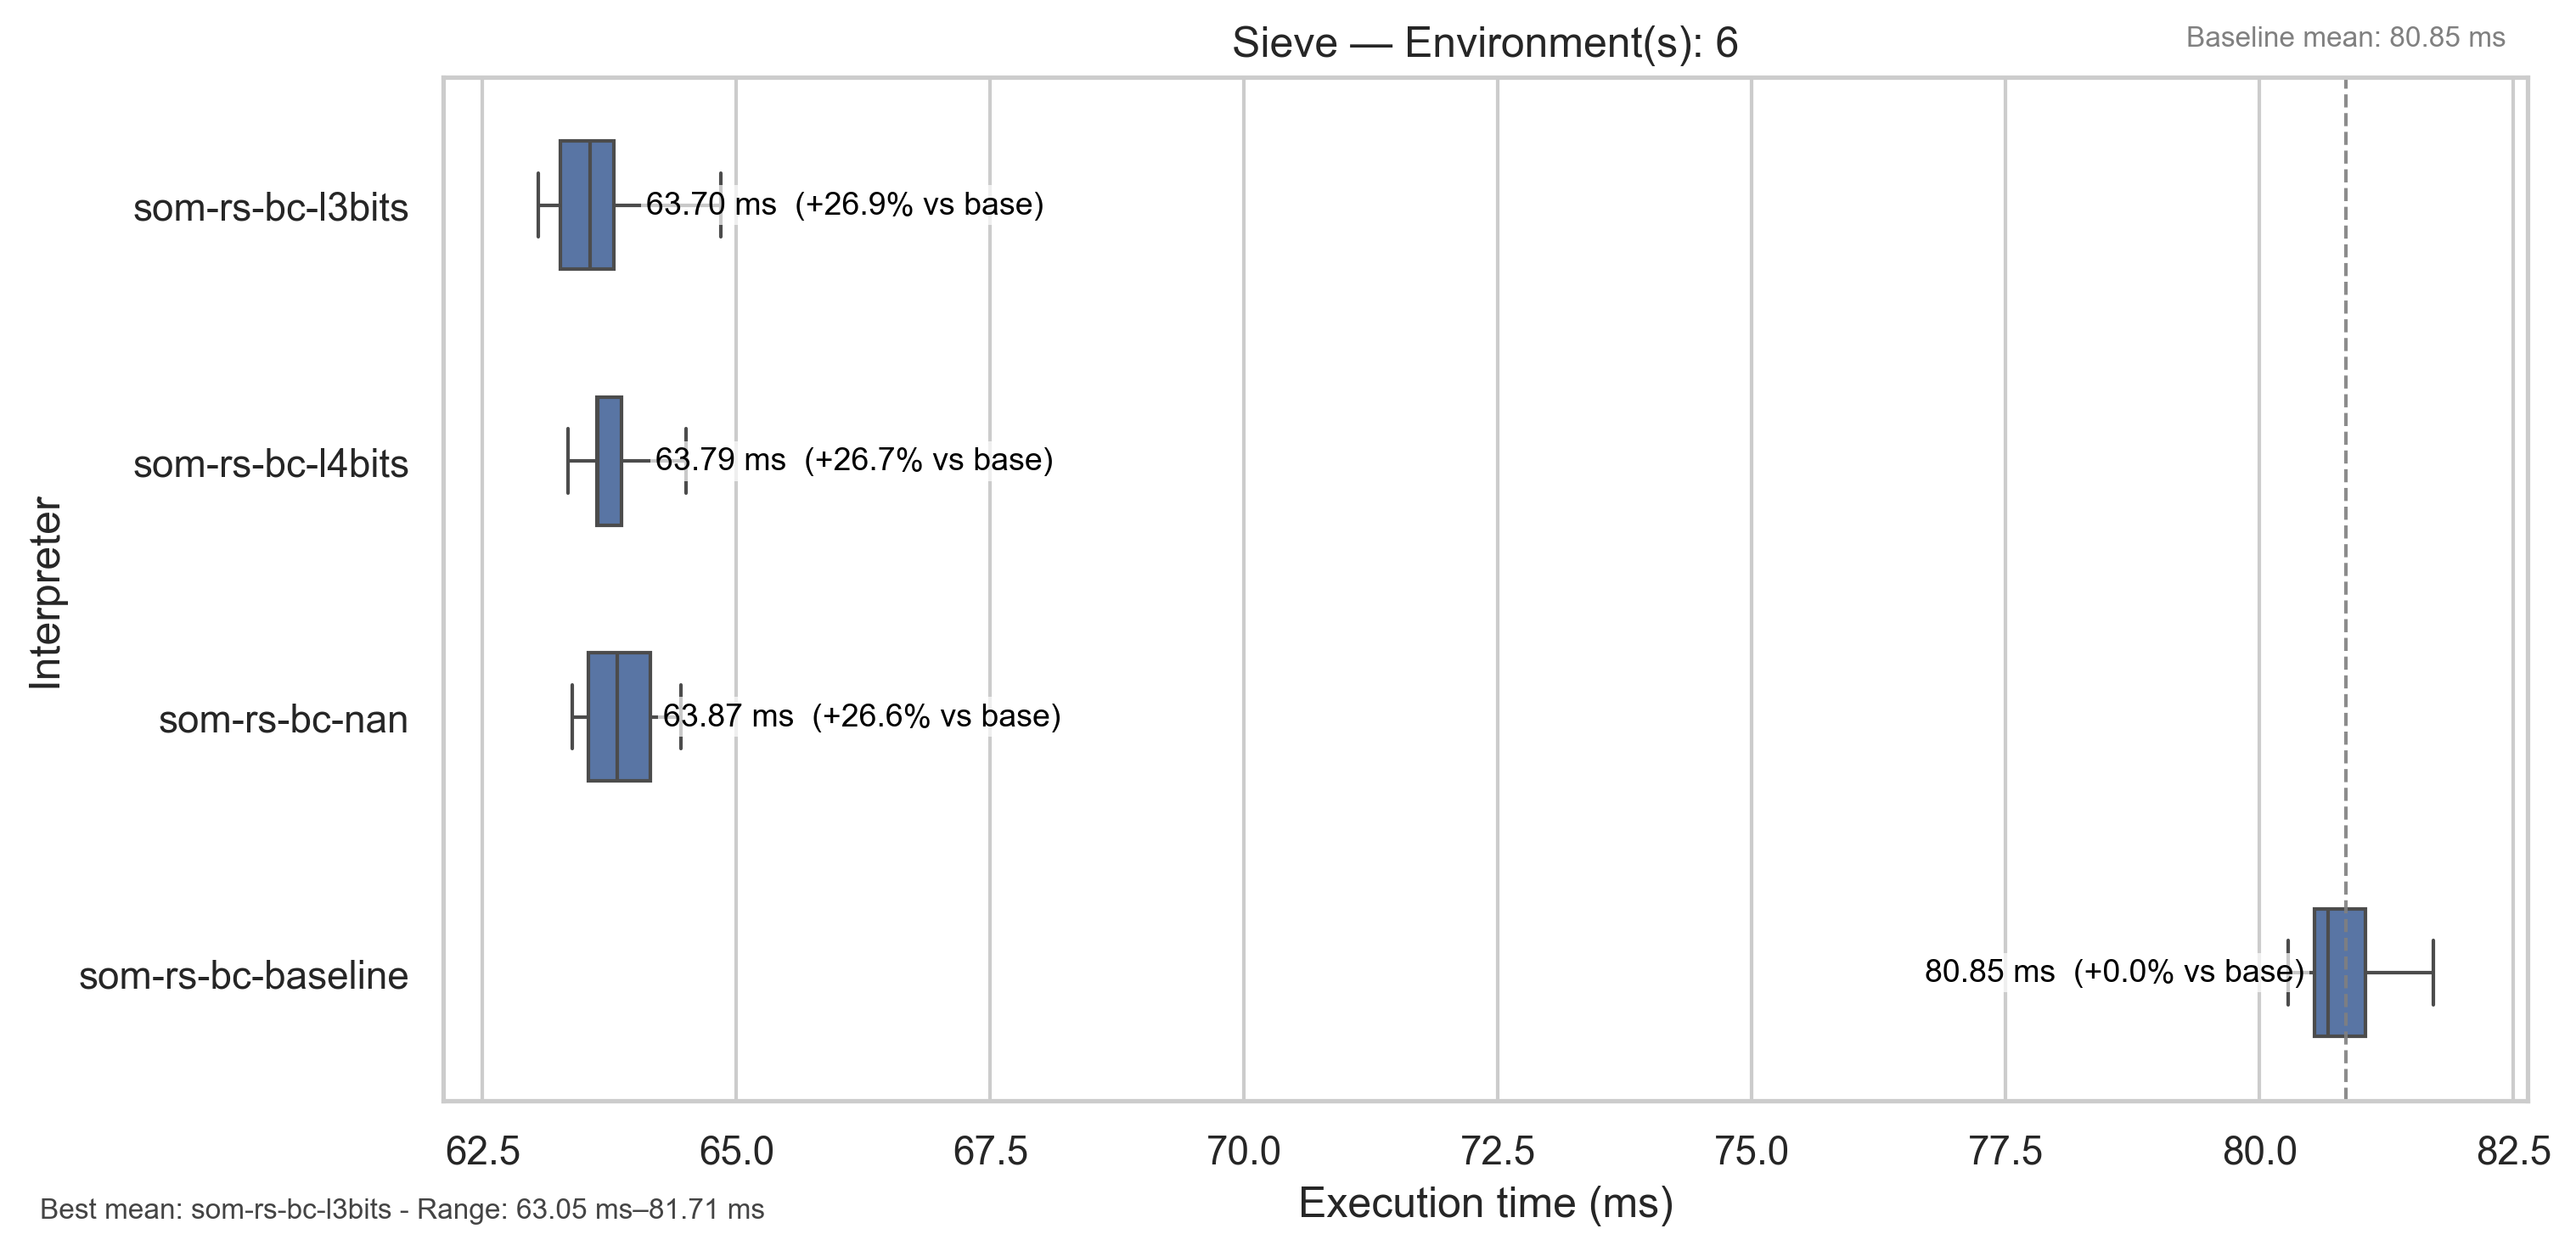 Sieve — Environment(s): 6
Baseline mean: 80.85 ms
Interpreter
som-rs-bc-l3bits
63.70 ms  (+26.9% vs base)
som-rs-bc-l4bits
63.79 ms  (+26.7% vs base)
som-rs-bc-nan
63.87 ms  (+26.6% vs base)
som-rs-bc-baseline
80.85 ms  (+0.0% vs base)
62.5 65.0 67.5 70.0 72.5 75.0 77.5 80.0 82.5
Execution time (ms)
Best mean: som-rs-bc-l3bits - Range: 63.05 ms–81.71 ms